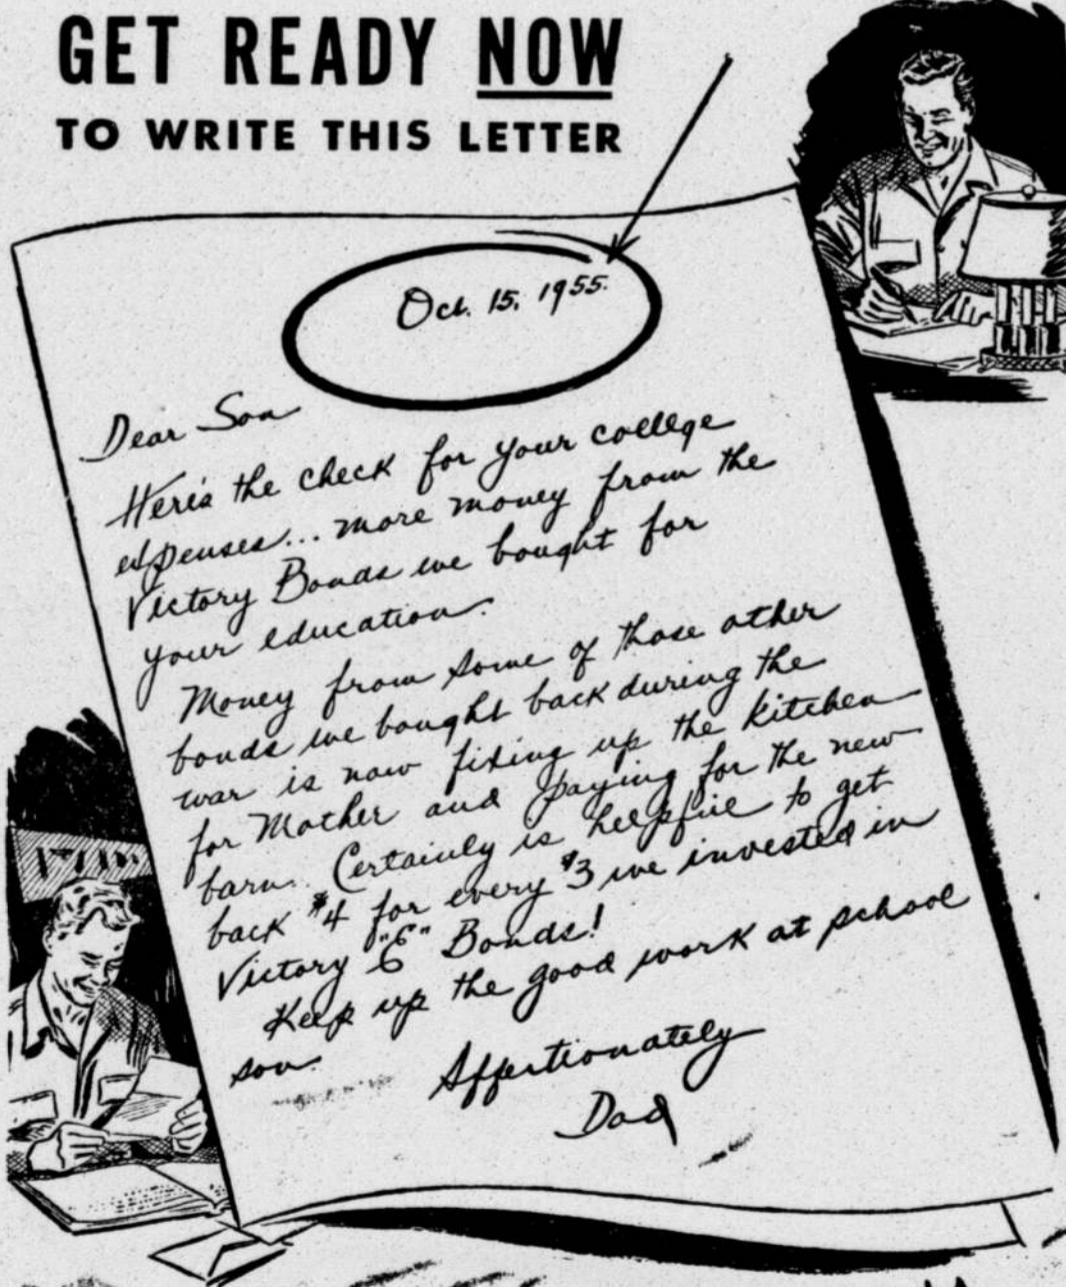 GET READY NOW
TO WRITE THIS LETTER
Oct. 15, 1955.
Dear Son
Here's the check for your college
expenses... more money from the
Victory Bonds we bought for
your education.
Money from some of those other
bonds we bought back during the
war is now fixing up the kitchen
for Mother and paying for the new
barn. Certainly is helpful to get
back $4 for every $3 we invested in
Victory "E" Bonds!
Keep up the good work at school
son.
Affectionately
Dad